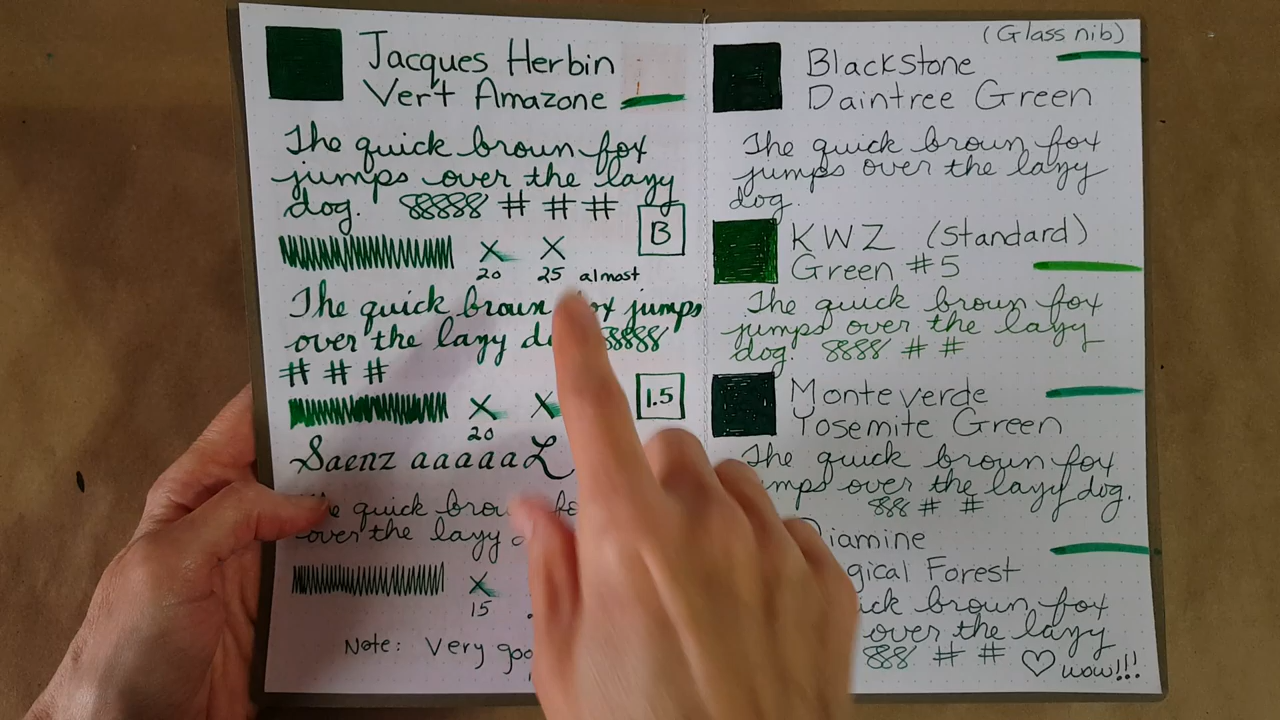 Jacques Herbin
Vert Amazone
The quick brown fox
jumps over the lazy
dog. 88888 # # #
B
X X
20 25 almost
The quick brown fox jumps
over the lazy 88888
# # #
X X
20
1.5
Saenz aaaaa L
quick
over the lazy
X
15
Note: Very
(Glass nib)
Blackstone
Daintree Green
The quick brown fox
jumps over the lazy
dog.
KWZ (Standard)
Green #5
The quick brown fox
jumps over the lazy
dog. 8888 # #
Monteverde
Yosemite Green
The quick brown fox
over the lazy dog.
888 # #
Forest
brown fox
over the lazy
888 # # ♡ wow!!!